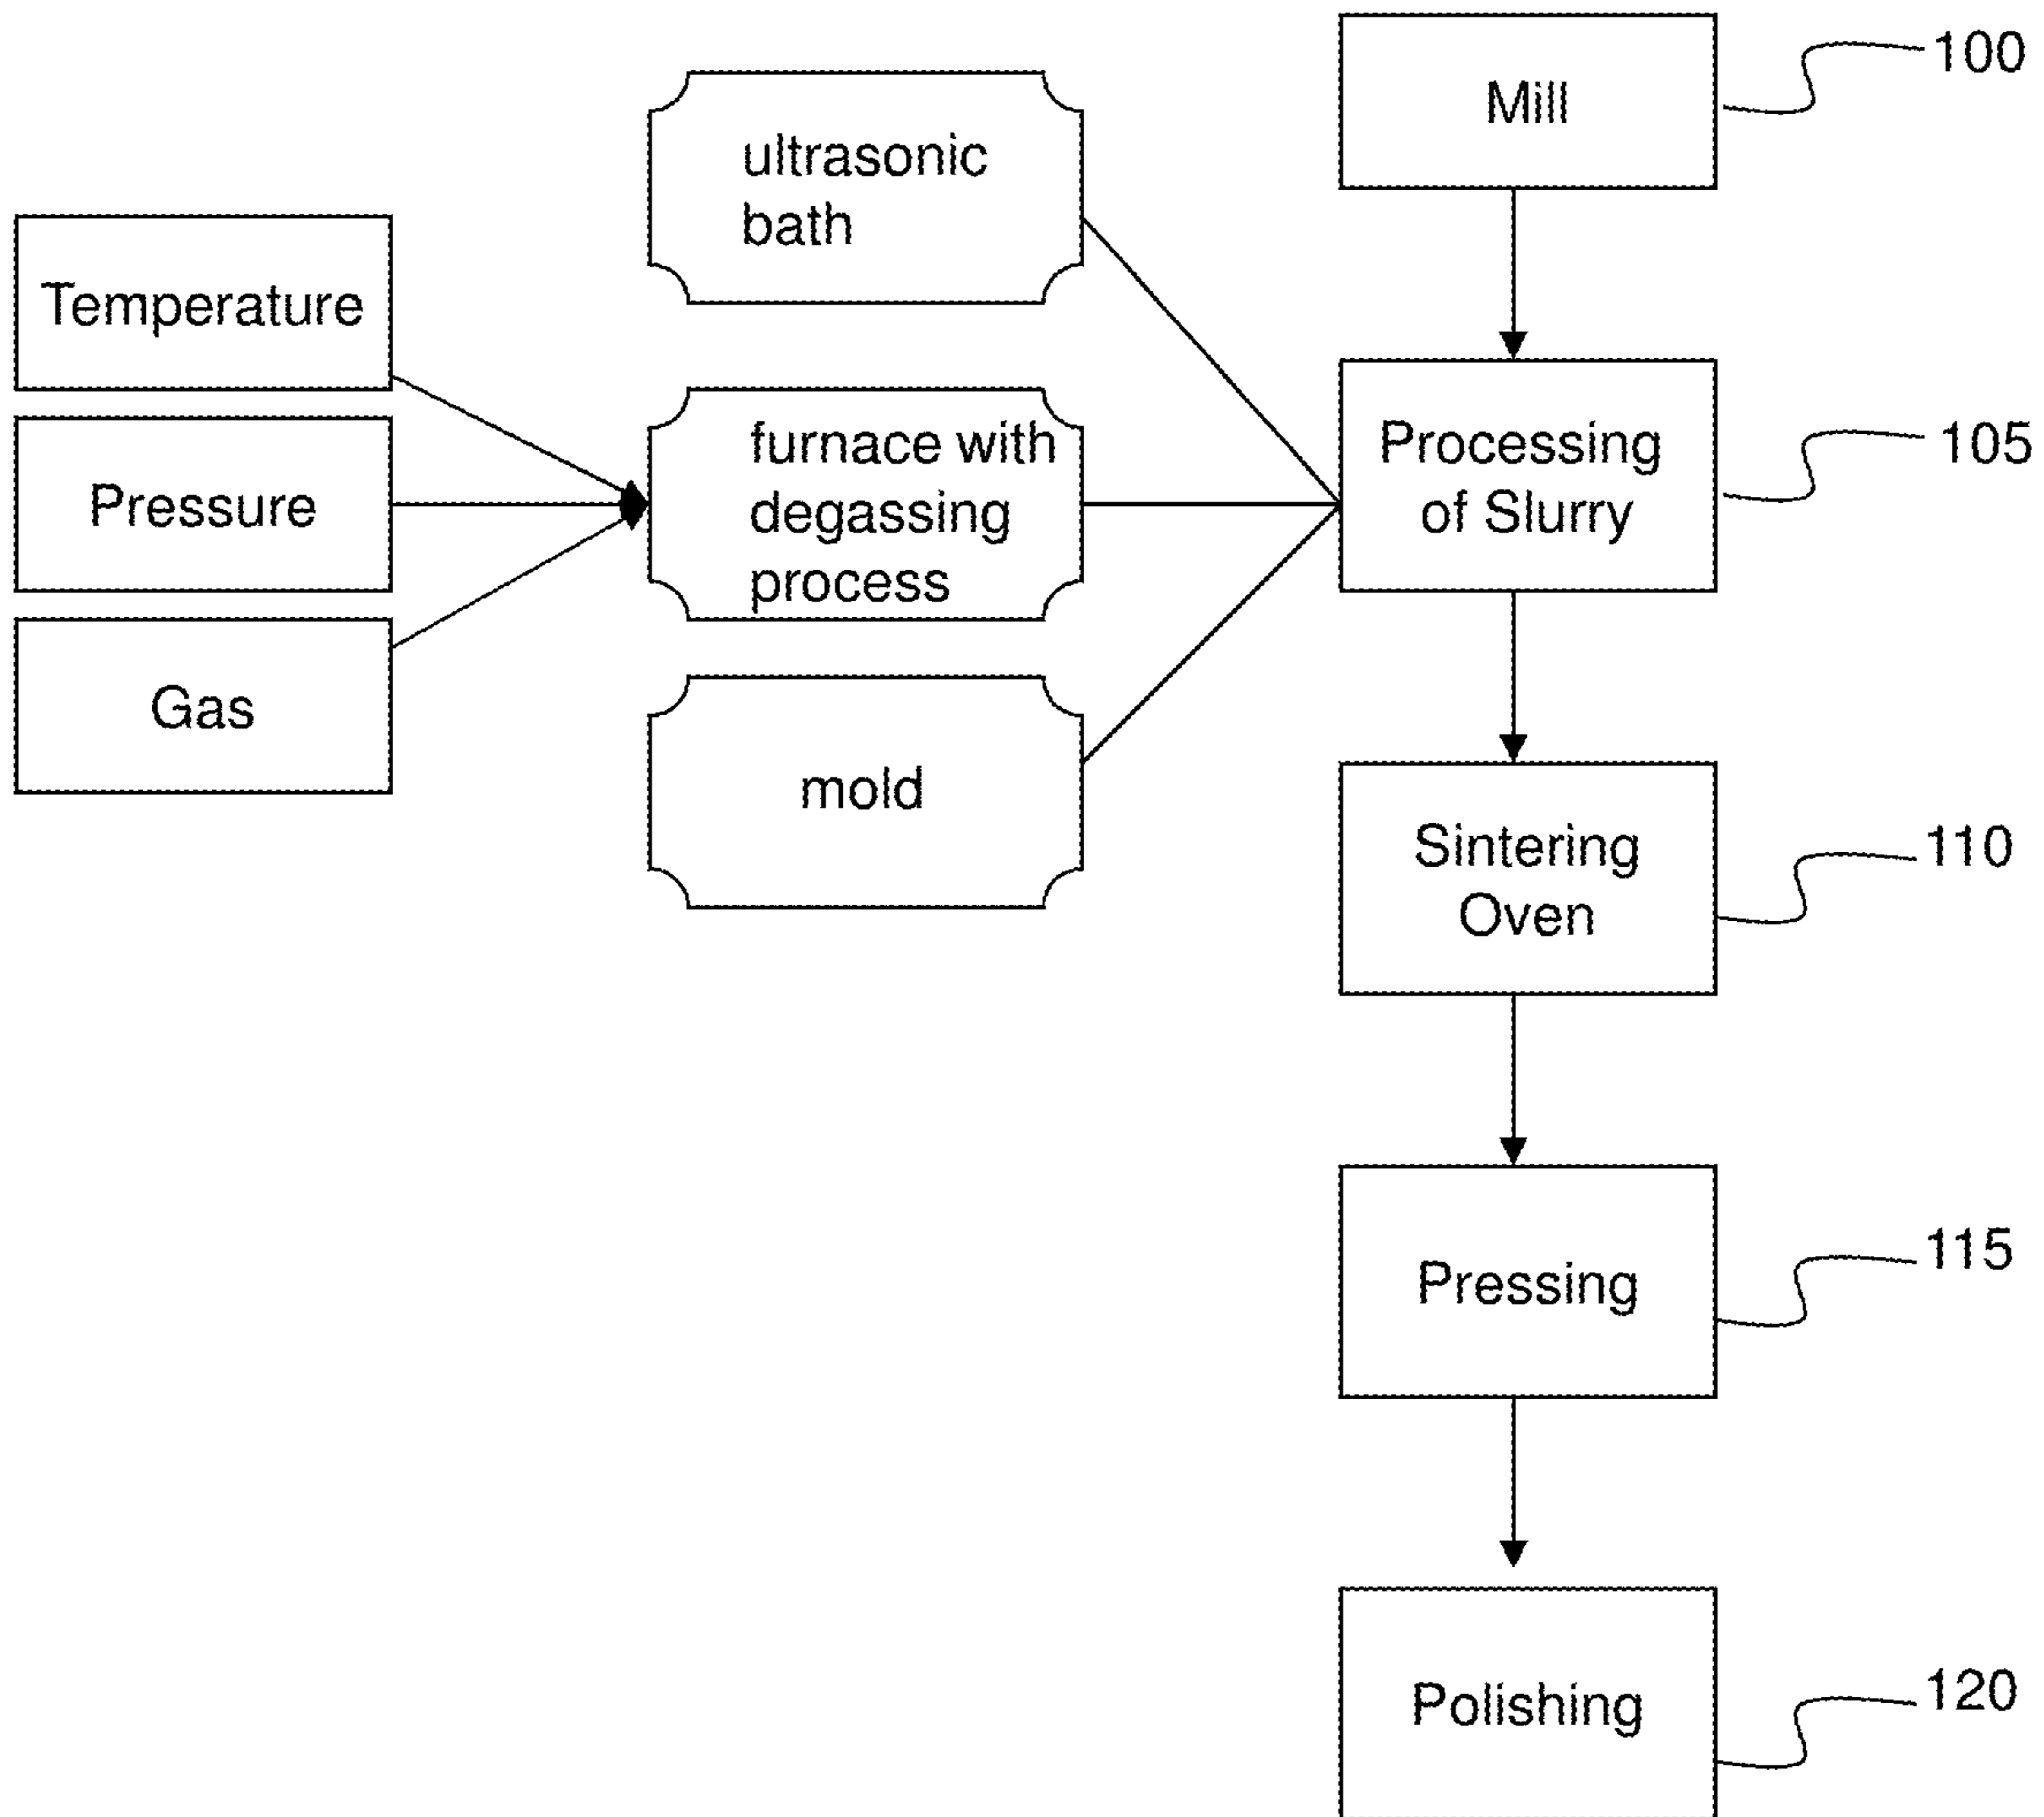 Mill
100
ultrasonic
bath
Temperature
Pressure
Gas
furnace with
degassing
process
mold
Processing
of Slurry
105
Sintering
Oven
110
Pressing
115
Polishing
120